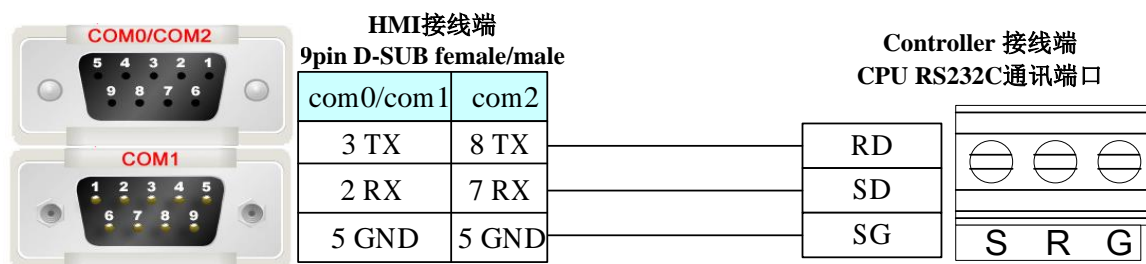 COM0/COM2
5 4 3 2 1
9 8 7 6
COM1
1 2 3 4 5
6 7 8 9
HMI接线端
9pin D-SUB female/male
com0/com1 com2
3 TX 8 TX
2 RX 7 RX
5 GND 5 GND
Controller 接线端
CPU RS232C通讯端口
RD
SD
SG
S R G